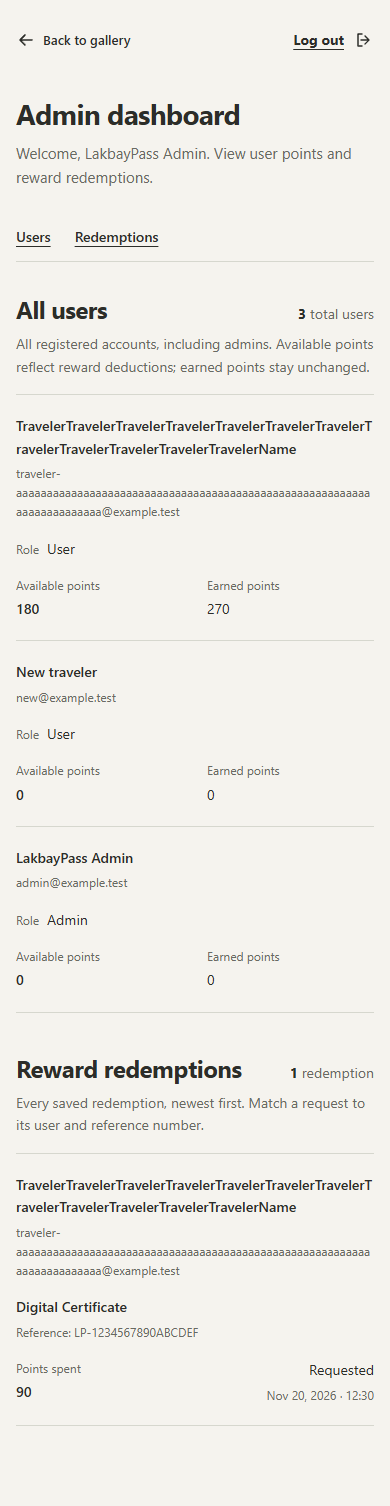 Back to gallery
Log out
Admin dashboard
Welcome, LakbayPass Admin. View user points and
reward redemptions.
Users
Redemptions
All users
3 total users
All registered accounts, including admins. Available points
reflect reward deductions; earned points stay unchanged.
TravelerTravelerTravelerTravelerTravelerTravelerTravelerT
ravelerTravelerTravelerTravelerTravelerName
traveler-
aaaaaaaaaaaaaaaaaaaaaaaaaaaaaaaaaaaaaaaaaaaaaaaaaaaaaaaaaa
aaaaaaaaaaaaaa@example.test
Role User
Available points
Earned points
180
270
New traveler
new@example.test
Role User
Available points
Earned points
0
0
LakbayPass Admin
admin@example.test
Role Admin
Available points
Earned points
0
0
Reward redemptions
1 redemption
Every saved redemption, newest first. Match a request to
its user and reference number.
TravelerTravelerTravelerTravelerTravelerTravelerTravelerT
ravelerTravelerTravelerTravelerTravelerName
traveler-
aaaaaaaaaaaaaaaaaaaaaaaaaaaaaaaaaaaaaaaaaaaaaaaaaaaaaaaaaa
aaaaaaaaaaaaaa@example.test
Digital Certificate
Reference: LP-1234567890ABCDEF
Points spent
Requested
90
Nov 20, 2026 · 12:30